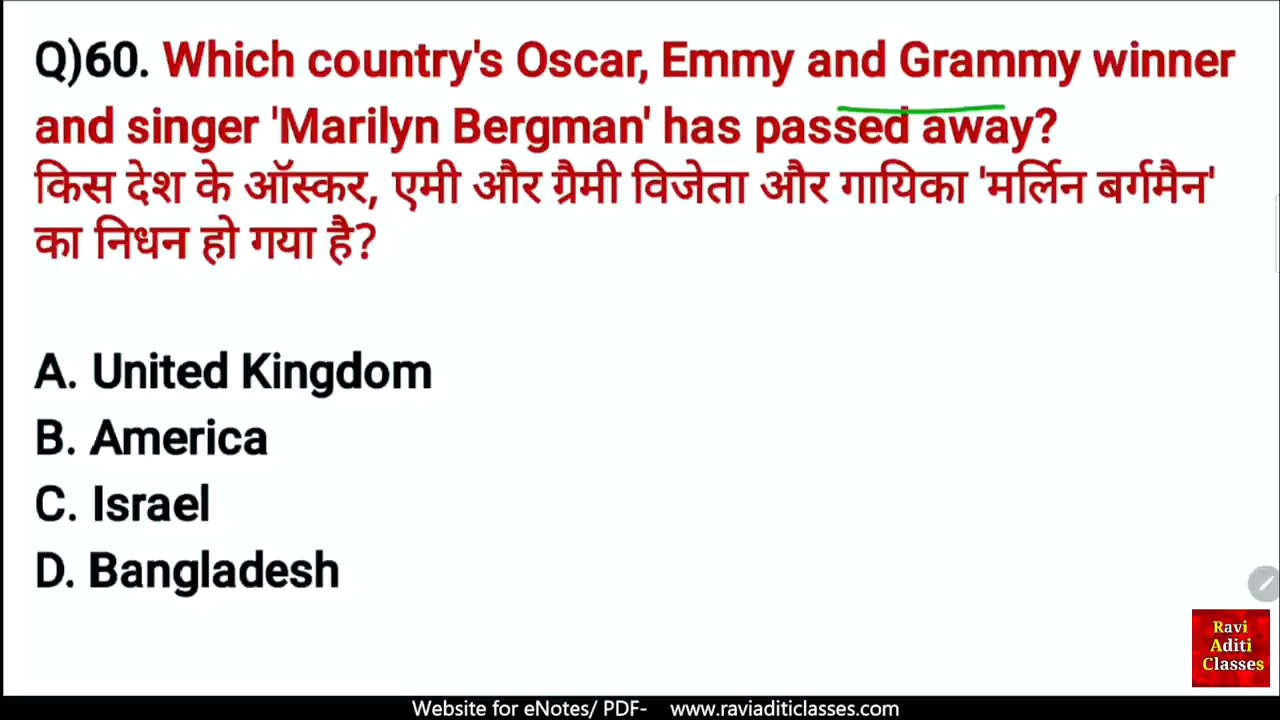 Q)60. Which country's Oscar, Emmy and Grammy winner
and singer 'Marilyn Bergman' has passed away?
किस देश के ऑस्कर, एमी और ग्रैमी विजेता और गायिका 'मर्लिन बर्गमैन'
का निधन हो गया है?
A. United Kingdom
B. America
C. Israel
D. Bangladesh
Ravi
Aditi
Classes
Website for eNotes/ PDF- www.raviaditiclasses.com